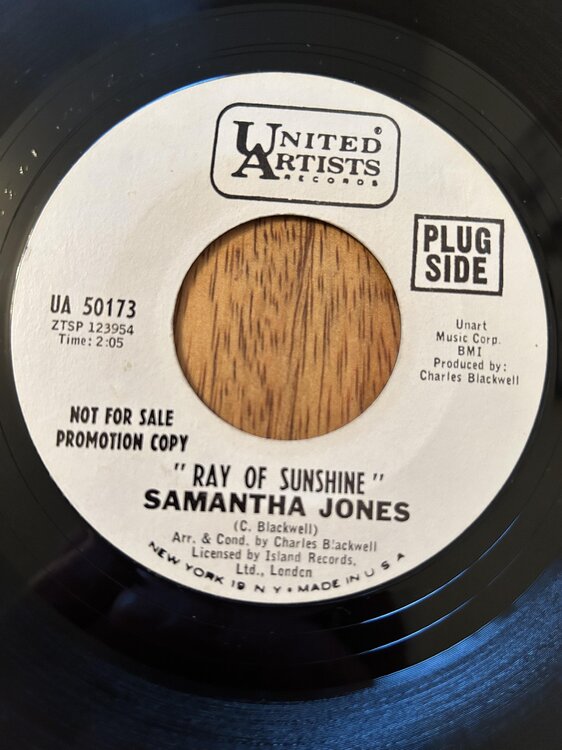 UNITED
ARTISTS
RECORDS
PLUG
SIDE
UA 50173
ZTSP 123954
Time: 2:05
Unart
Music Corp.
BMI
Produced by:
Charles Blackwell
NOT FOR SALE
PROMOTION COPY
"RAY OF SUNSHINE"
SAMANTHA JONES
(C. Blackwell)
Arr. & Cond. by Charles Blackwell
Licensed by Island Records,
Ltd., London
NEW YORK 19 N Y • MADE IN U S A